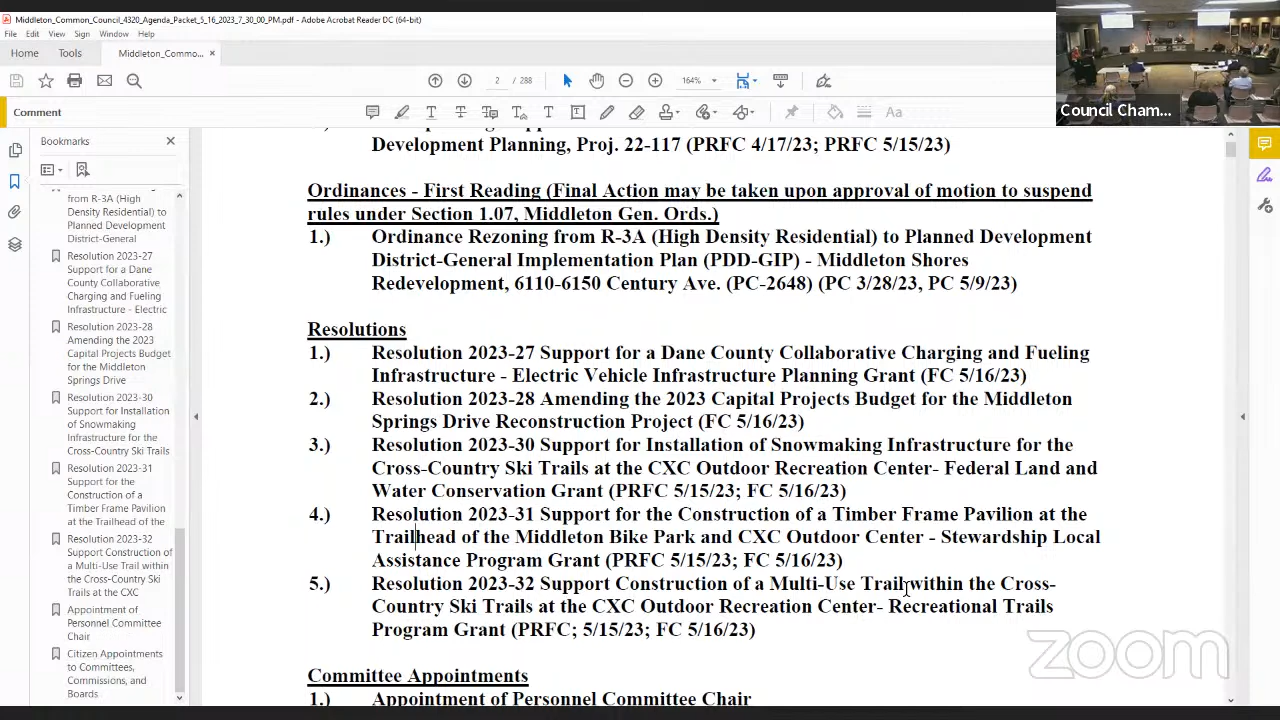 Middleton_Common_Council_4320_Agenda_Packet_5_16_2023_7_30_00_PM.pdf - Adobe Acrobat Reader DC (64-bit)
File Edit View Sign Window Help
Home Tools Middleton_Commo... ×
2 / 288 164%
Comment
Aa
Council Cham...
Bookmarks
from R-3A (High
Density Residential) to
Planned Development
District-General
Resolution 2023-27
Support for a Dane
County Collaborative
Charging and Fueling
Infrastructure - Electric
Resolution 2023-28
Amending the 2023
Capital Projects Budget
for the Middleton
Springs Drive
Resolution 2023-30
Support for Installation
of Snowmaking
Infrastructure for the
Cross-Country Ski Trails
Resolution 2023-31
Support for the
Construction of a
Timber Frame Pavilion
at the Trailhead of the
Resolution 2023-32
Support Construction of
a Multi-Use Trail within
the Cross-Country Ski
Trails at the CXC
Appointment of
Personnel Committee
Chair
Citizen Appointments
to Committees,
Commissions, and
Boards
Development Planning, Proj. 22-117 (PRFC 4/17/23; PRFC 5/15/23)
Ordinances - First Reading (Final Action may be taken upon approval of motion to suspend
rules under Section 1.07, Middleton Gen. Ords.)
1.) Ordinance Rezoning from R-3A (High Density Residential) to Planned Development
District-General Implementation Plan (PDD-GIP) - Middleton Shores
Redevelopment, 6110-6150 Century Ave. (PC-2648) (PC 3/28/23, PC 5/9/23)
Resolutions
1.) Resolution 2023-27 Support for a Dane County Collaborative Charging and Fueling
Infrastructure - Electric Vehicle Infrastructure Planning Grant (FC 5/16/23)
2.) Resolution 2023-28 Amending the 2023 Capital Projects Budget for the Middleton
Springs Drive Reconstruction Project (FC 5/16/23)
3.) Resolution 2023-30 Support for Installation of Snowmaking Infrastructure for the
Cross-Country Ski Trails at the CXC Outdoor Recreation Center- Federal Land and
Water Conservation Grant (PRFC 5/15/23; FC 5/16/23)
4.) Resolution 2023-31 Support for the Construction of a Timber Frame Pavilion at the
Trailhead of the Middleton Bike Park and CXC Outdoor Center - Stewardship Local
Assistance Program Grant (PRFC 5/15/23; FC 5/16/23)
5.) Resolution 2023-32 Support Construction of a Multi-Use Trail within the Cross-
Country Ski Trails at the CXC Outdoor Recreation Center- Recreational Trails
Program Grant (PRFC; 5/15/23; FC 5/16/23)
Committee Appointments
1.) Appointment of Personnel Committee Chair
zoom